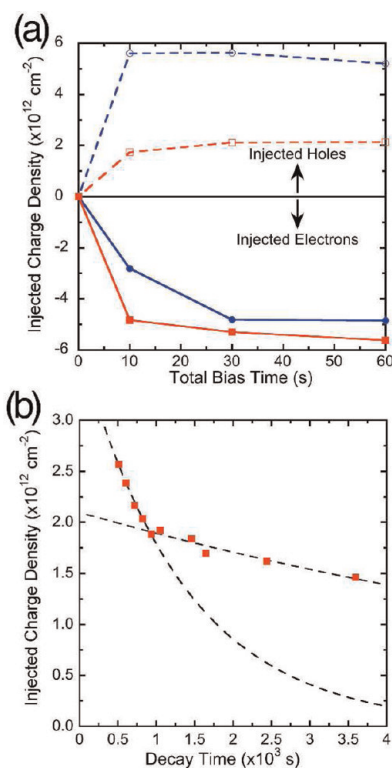 (a)
6
4
2
0
-2
-4
-6
Injected Charge Density (x10¹² cm⁻²)
Injected Holes
Injected Electrons
0 10 20 30 40 50 60
Total Bias Time (s)
(b)
3.0
2.5
2.0
1.5
1.0
0.5
0.0
Injected Charge Density (x10¹² cm⁻²)
0 0.5 1 1.5 2 2.5 3 3.5 4
Decay Time (x10³ s)